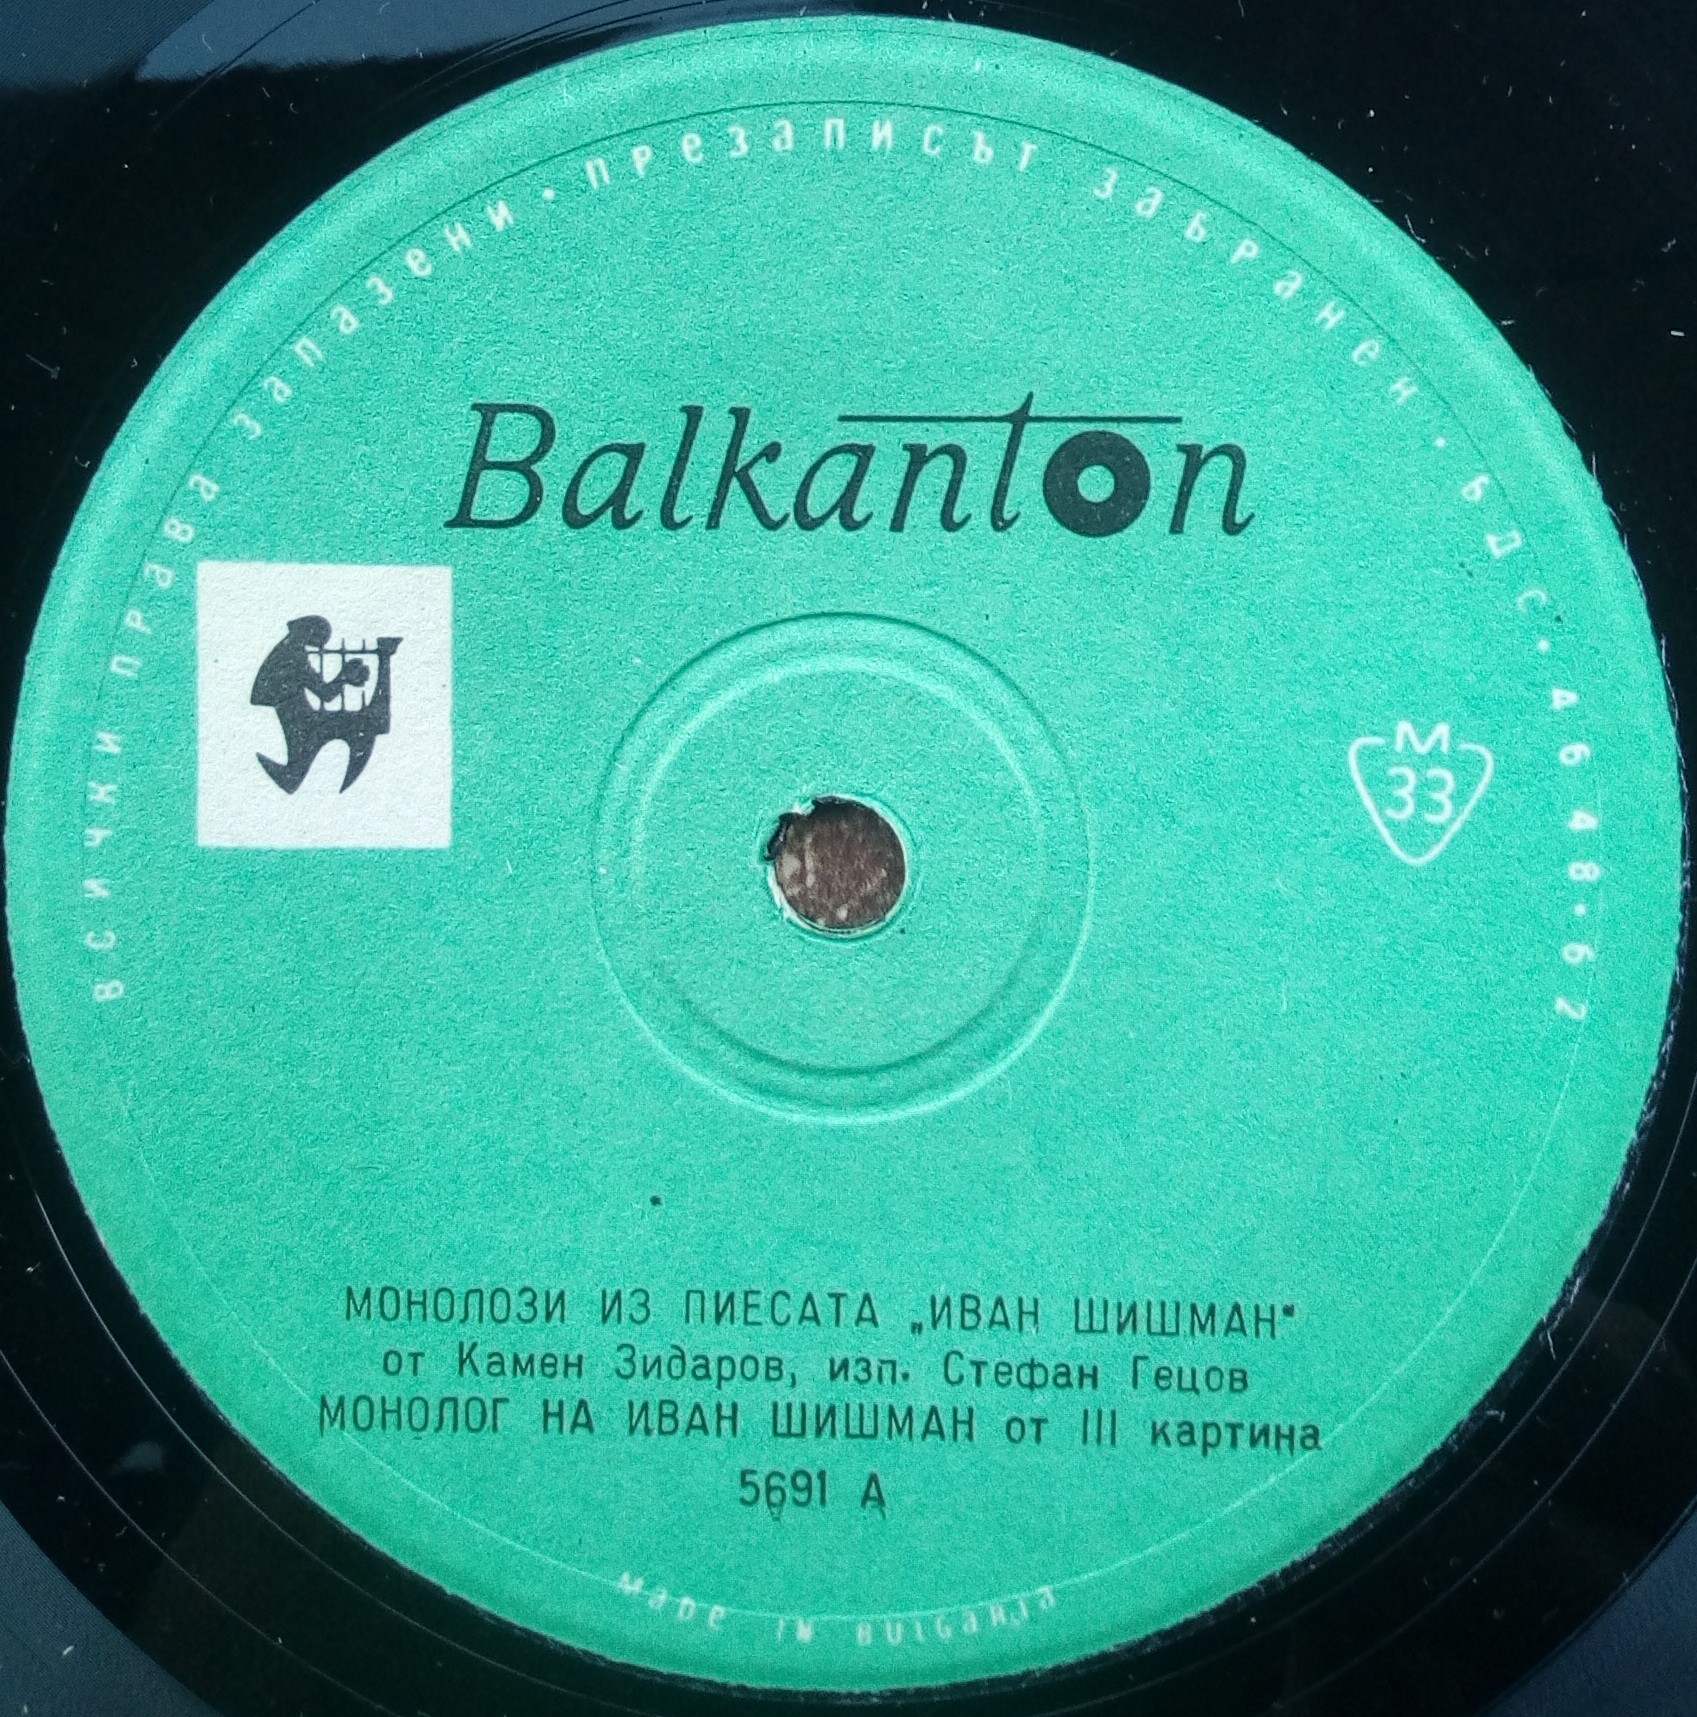 ВСИЧКИ ПРАВА ЗАПАЗЕНИ · ПРЕЗАПИСЪТ ЗАБРАНЕН · БДС · 4648·62
Balkanton
M
33
МОНОЛОЗИ ИЗ ПИЕСАТА „ИВАН ШИШМАН"
от Камен Зидаров, изп. Стефан Гецов
МОНОЛОГ НА ИВАН ШИШМАН от III картина
5691 А
MADE IN BULGARIA